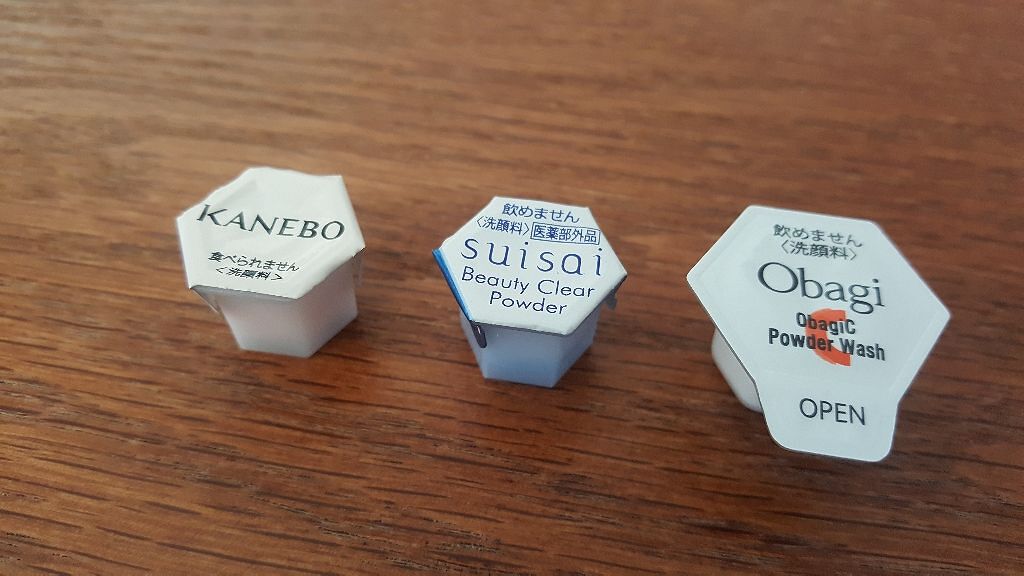 KANEBO
食べられません
<洗顔料>
飲めません
〈洗顔料〉医薬部外品
suisai
Beauty Clear
Powder
飲めません
〈洗顔料〉
Obagi
ObagiC
Powder Wash
OPEN